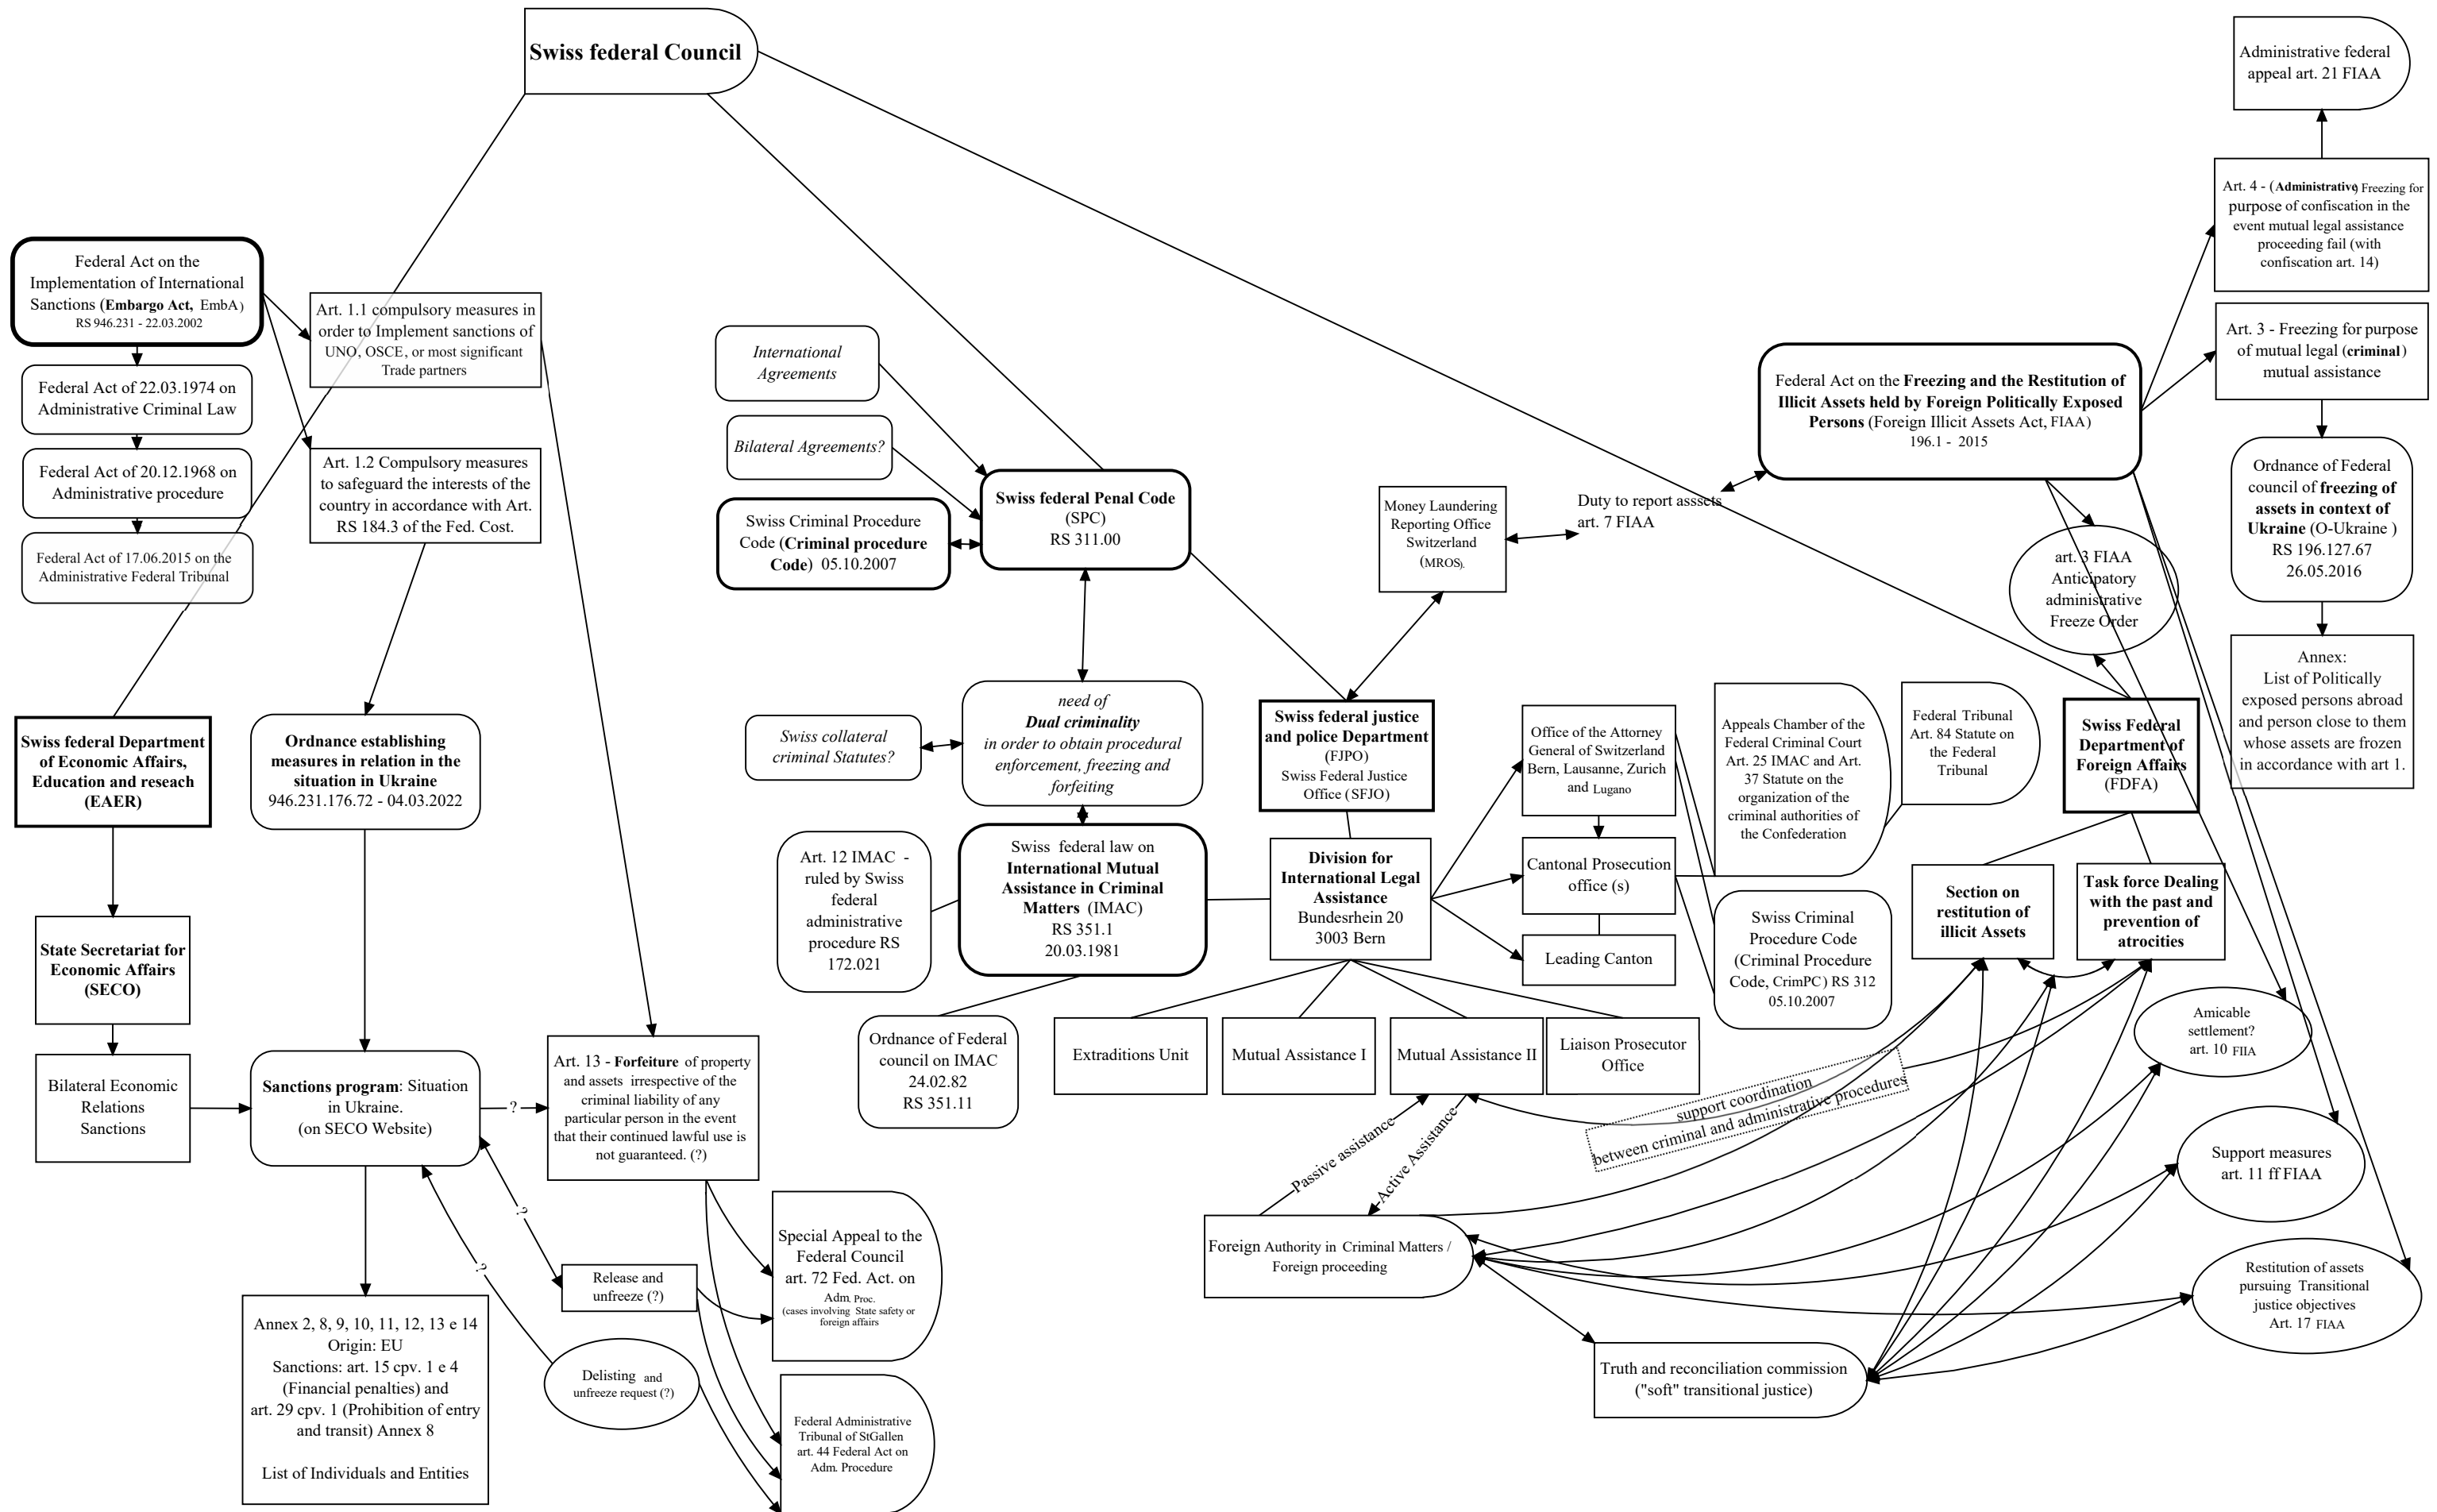 Swiss federal Council
Administrative federal
appeal art. 21 FIAA
Art. 4 - (Administrative) Freezing for
purpose of confiscation in the
event mutual legal assistance
proceeding fail (with
confiscation art. 14)
Federal Act on the
Implementation of International
Sanctions (Embargo Act, EmbA)
RS 946.231 - 22.03.2002
Art. 1.1 compulsory measures in
order to Implement sanctions of
UNO, OSCE, or most significant
Trade partners
Federal Act of 22.03.1974 on
Administrative Criminal Law
Federal Act of 20.12.1968 on
Administrative procedure
Federal Act of 17.06.2015 on the
Administrative Federal Tribunal
Art. 1.2 Compulsory measures
to safeguard the interests of the
country in accordance with Art.
RS 184.3 of the Fed. Cost.
International
Agreements
Bilateral Agreements?
Swiss Criminal Procedure
Code (Criminal procedure
Code) 05.10.2007
Swiss federal Penal Code
(SPC)
RS 311.00
Money Laundering
Reporting Office
Switzerland
(MROS).
Duty to report asssets
art. 7 FIAA
Federal Act on the Freezing and the Restitution of
Illicit Assets held by Foreign Politically Exposed
Persons (Foreign Illicit Assets Act, FIAA)
196.1 - 2015
Art. 3 - Freezing for purpose
of mutual legal (criminal)
mutual assistance
Ordnance of Federal
council of freezing of
assets in context of
Ukraine (O-Ukraine )
RS 196.127.67
26.05.2016
art. 3 FIAA
Anticipatory
administrative
Freeze Order
Annex:
List of Politically
exposed persons abroad
and person close to them
whose assets are frozen
in accordance with art 1.
Swiss federal Department
of Economic Affairs,
Education and reseach
(EAER)
Ordnance establishing
measures in relation in the
situation in Ukraine
946.231.176.72 - 04.03.2022
Swiss collateral
criminal Statutes?
need of
Dual criminality
in order to obtain procedural
enforcement, freezing and
forfeiting
Swiss federal justice
and police Department
(FJPO)
Swiss Federal Justice
Office (SFJO)
Office of the Attorney
General of Switzerland
Bern, Lausanne, Zurich
and Lugano
Appeals Chamber of the
Federal Criminal Court
Art. 25 IMAC and Art.
37 Statute on the
organization of the
criminal authorities of
the Confederation
Federal Tribunal
Art. 84 Statute on
the Federal
Tribunal
Swiss Federal
Department of
Foreign Affairs
(FDFA)
Art. 12 IMAC -
ruled by Swiss
federal
administrative
procedure RS
172.021
Swiss federal law on
International Mutual
Assistance in Criminal
Matters (IMAC)
RS 351.1
20.03.1981
Division for
International Legal
Assistance
Bundesrhein 20
3003 Bern
Cantonal Prosecution
office (s)
Leading Canton
Swiss Criminal
Procedure Code
(Criminal Procedure
Code, CrimPC) RS 312
05.10.2007
Section on
restitution of
illicit Assets
Task force Dealing
with the past and
prevention of
atrocities
State Secretariat for
Economic Affairs
(SECO)
Bilateral Economic
Relations
Sanctions
Sanctions program: Situation
in Ukraine.
(on SECO Website)
?
Art. 13 - Forfeiture of property
and assets irrespective of the
criminal liability of any
particular person in the event
that their continued lawful use is
not guaranteed. (?)
Ordnance of Federal
council on IMAC
24.02.82
RS 351.11
Extraditions Unit
Mutual Assistance I
Mutual Assistance II
Liaison Prosecutor
Office
support coordination
between criminal and administrative procedures
Amicable
settlement?
art. 10 FIIA
Support measures
art. 11 ff FIAA
Passive assistance
Active Assistance
Foreign Authority in Criminal Matters /
Foreign proceeding
Restitution of assets
pursuing Transitional
justice objectives
Art. 17 FIAA
Truth and reconciliation commission
("soft" transitional justice)
?
?
Special Appeal to the
Federal Council
art. 72 Fed. Act. on
Adm. Proc.
(cases involving State safety or
foreign affairs
Release and
unfreeze (?)
Delisting and
unfreeze request (?)
Federal Administrative
Tribunal of StGallen
art. 44 Federal Act on
Adm. Procedure
Annex 2, 8, 9, 10, 11, 12, 13 e 14
Origin: EU
Sanctions: art. 15 cpv. 1 e 4
(Financial penalties) and
art. 29 cpv. 1 (Prohibition of entry
and transit) Annex 8
List of Individuals and Entities